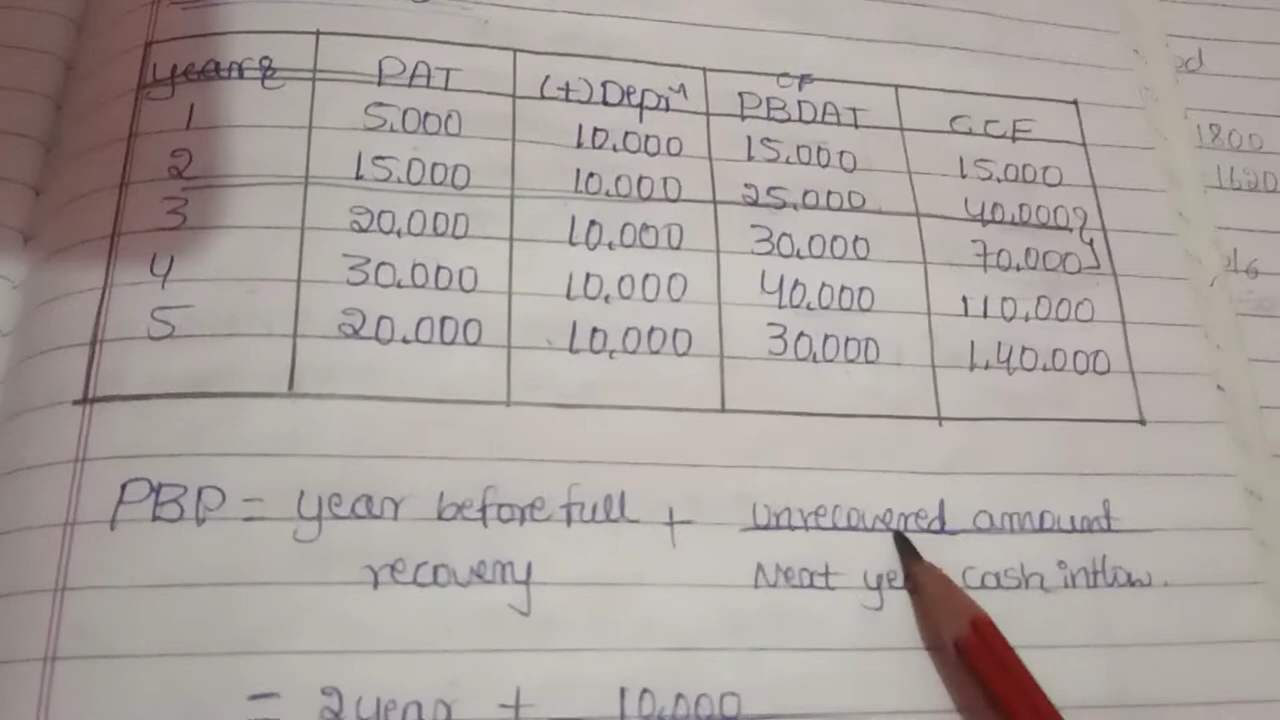 years PAT (+) Depiⁿ CF PBDAT CCF
1 5.000 10.000 15.000 15.000
2 15.000 10.000 25.000 40.000
3 20,000 10.000 30.000 70.000
4 30.000 10,000 40.000 110,000
5 20.000 10,000 30,000 1,40.000
PBP = year before full recovery + unrecovered amount
Next cash inflow.
= 2 year + 10,000
1800
1620